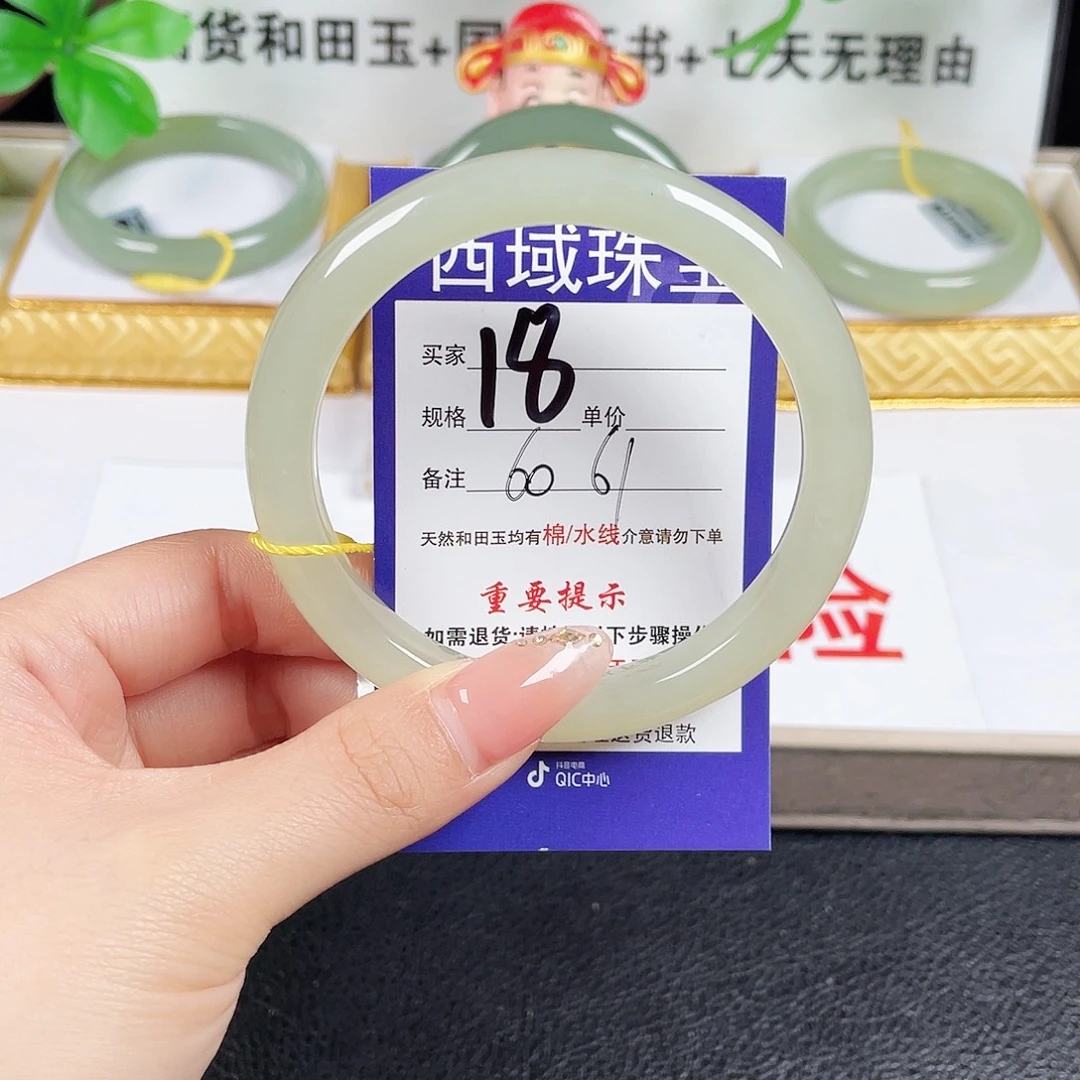 货和田玉+国 书+七天无理由
西域珠宝
买家 18
规格 单价
备注 60 61
天然和田玉均有棉/水线介意请勿下单
重要提示
如需退货:请 下步骤操
退货退款
抖音电商
QIC中心